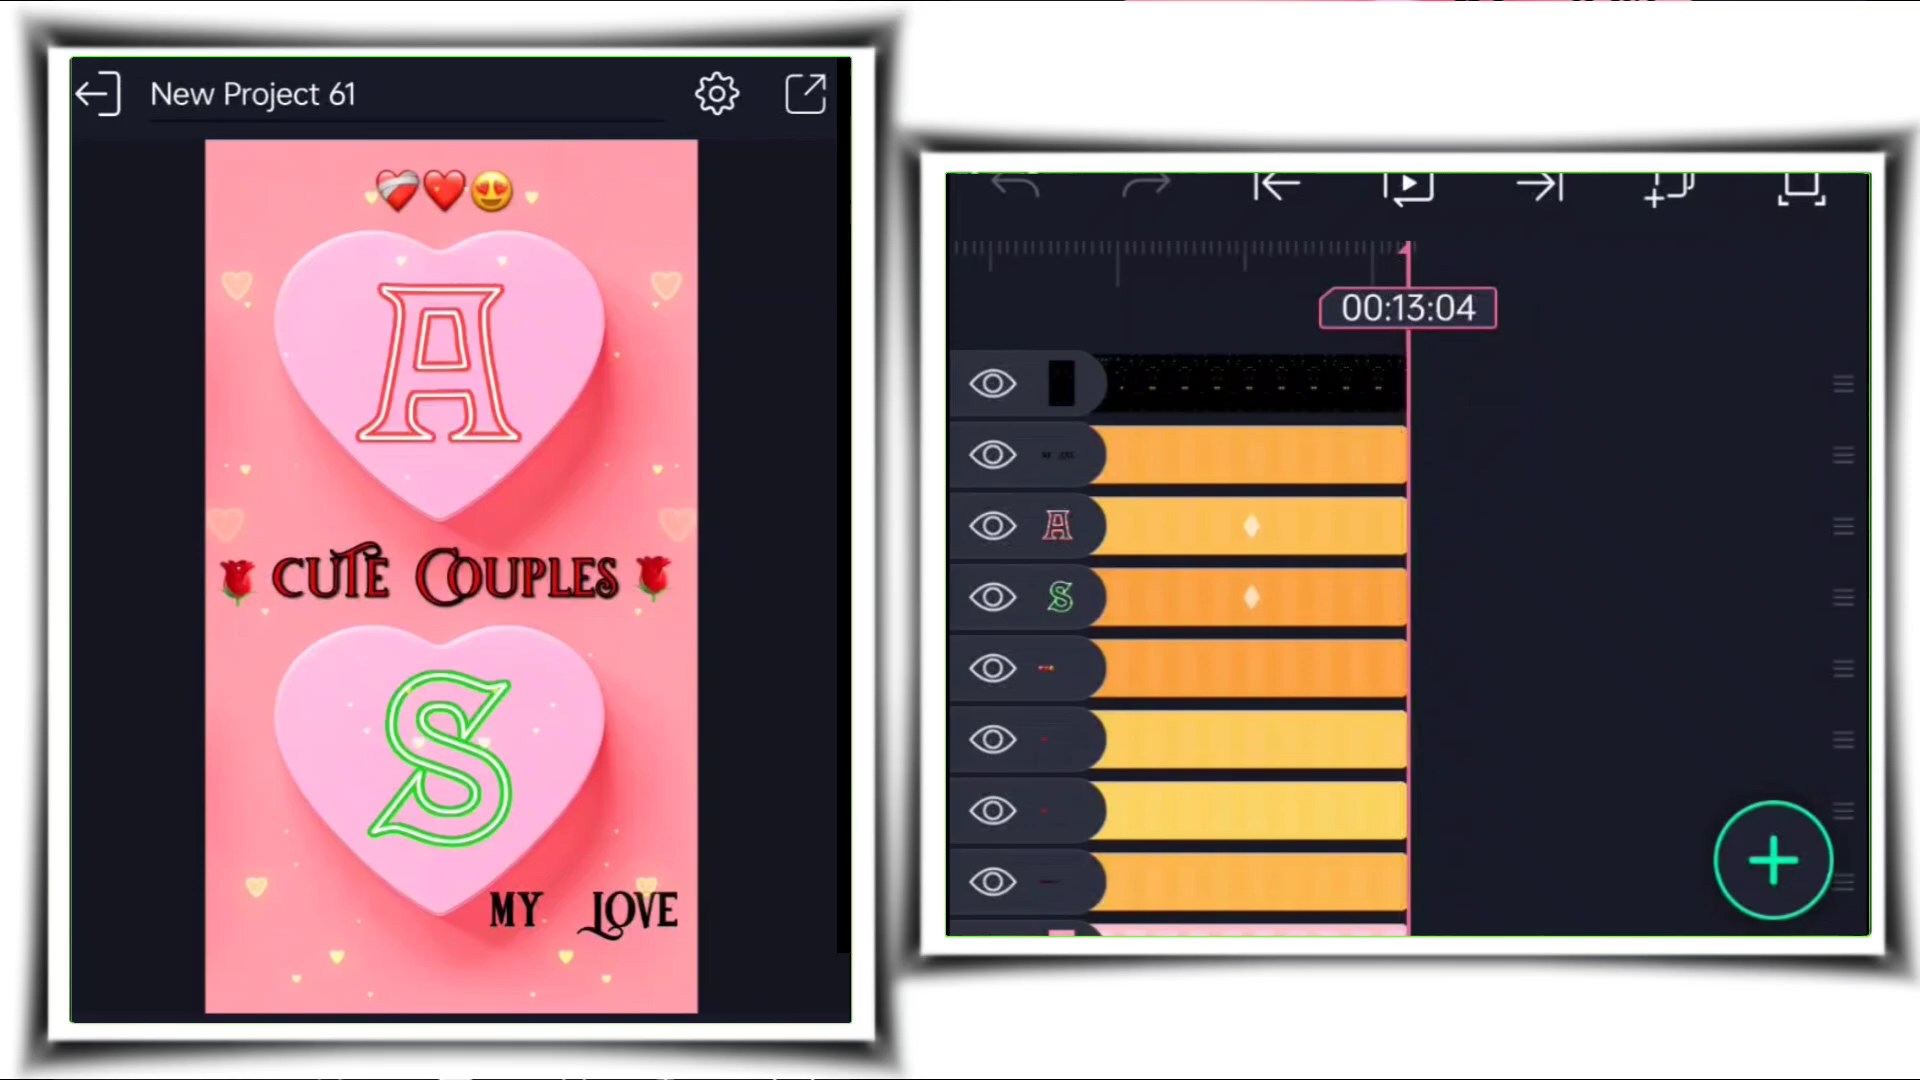 New Project 61
A
CUTE COUPLES
S
MY LOVE
00:13:04
A
S